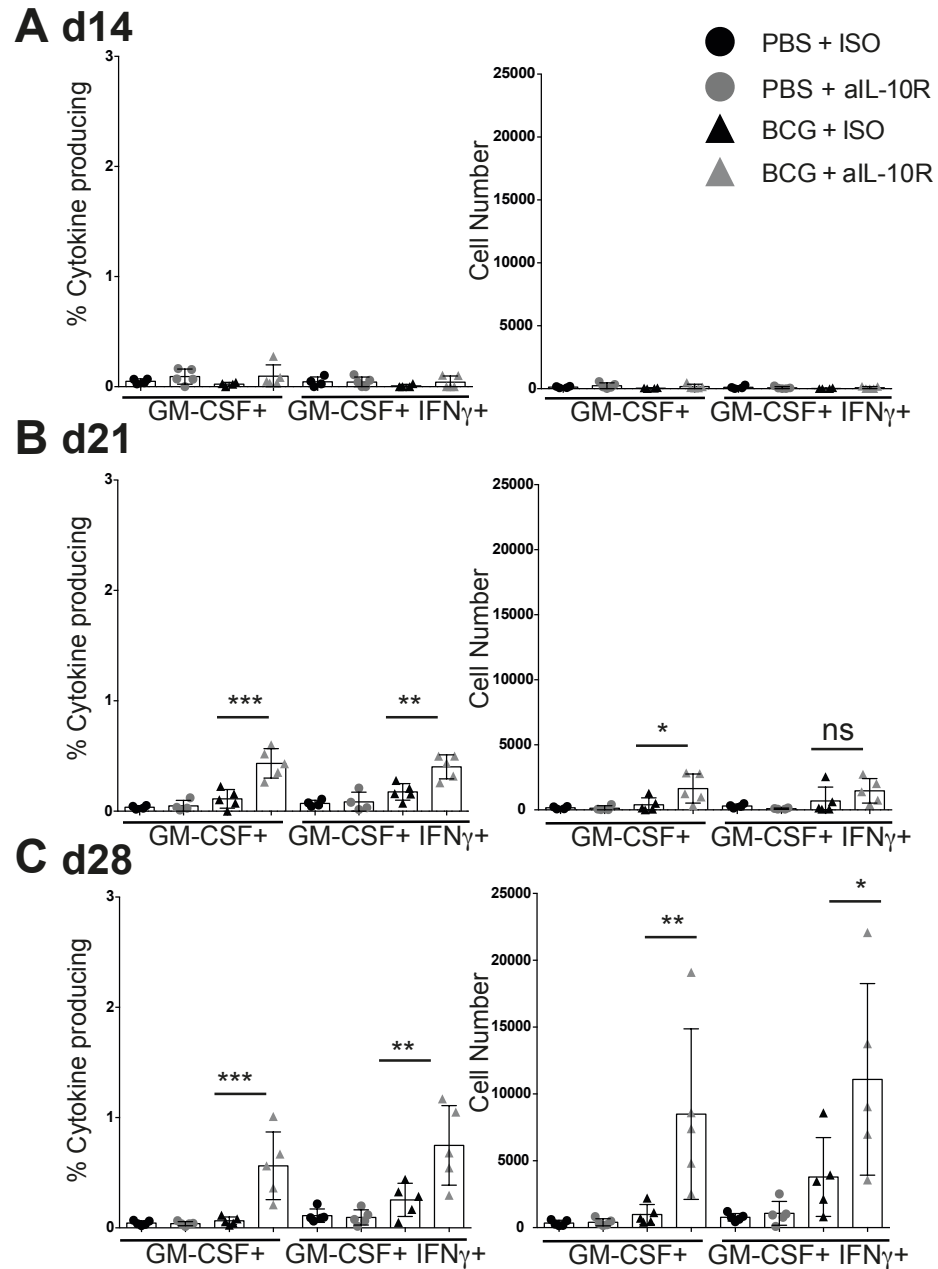 A d14
% Cytokine producing
3
2
1
0
GM-CSF+ GM-CSF+ IFNγ+
Cell Number
25000
20000
15000
10000
5000
0
GM-CSF+ GM-CSF+ IFNγ+
PBS + ISO
PBS + aIL-10R
BCG + ISO
BCG + aIL-10R
B d21
% Cytokine producing
3
2
1
0
***
**
GM-CSF+ GM-CSF+ IFNγ+
Cell Number
25000
20000
15000
10000
5000
0
*
ns
GM-CSF+ GM-CSF+ IFNγ+
C d28
% Cytokine producing
3
2
1
0
***
**
GM-CSF+ GM-CSF+ IFNγ+
Cell Number
25000
20000
15000
10000
5000
0
**
*
GM-CSF+ GM-CSF+ IFNγ+